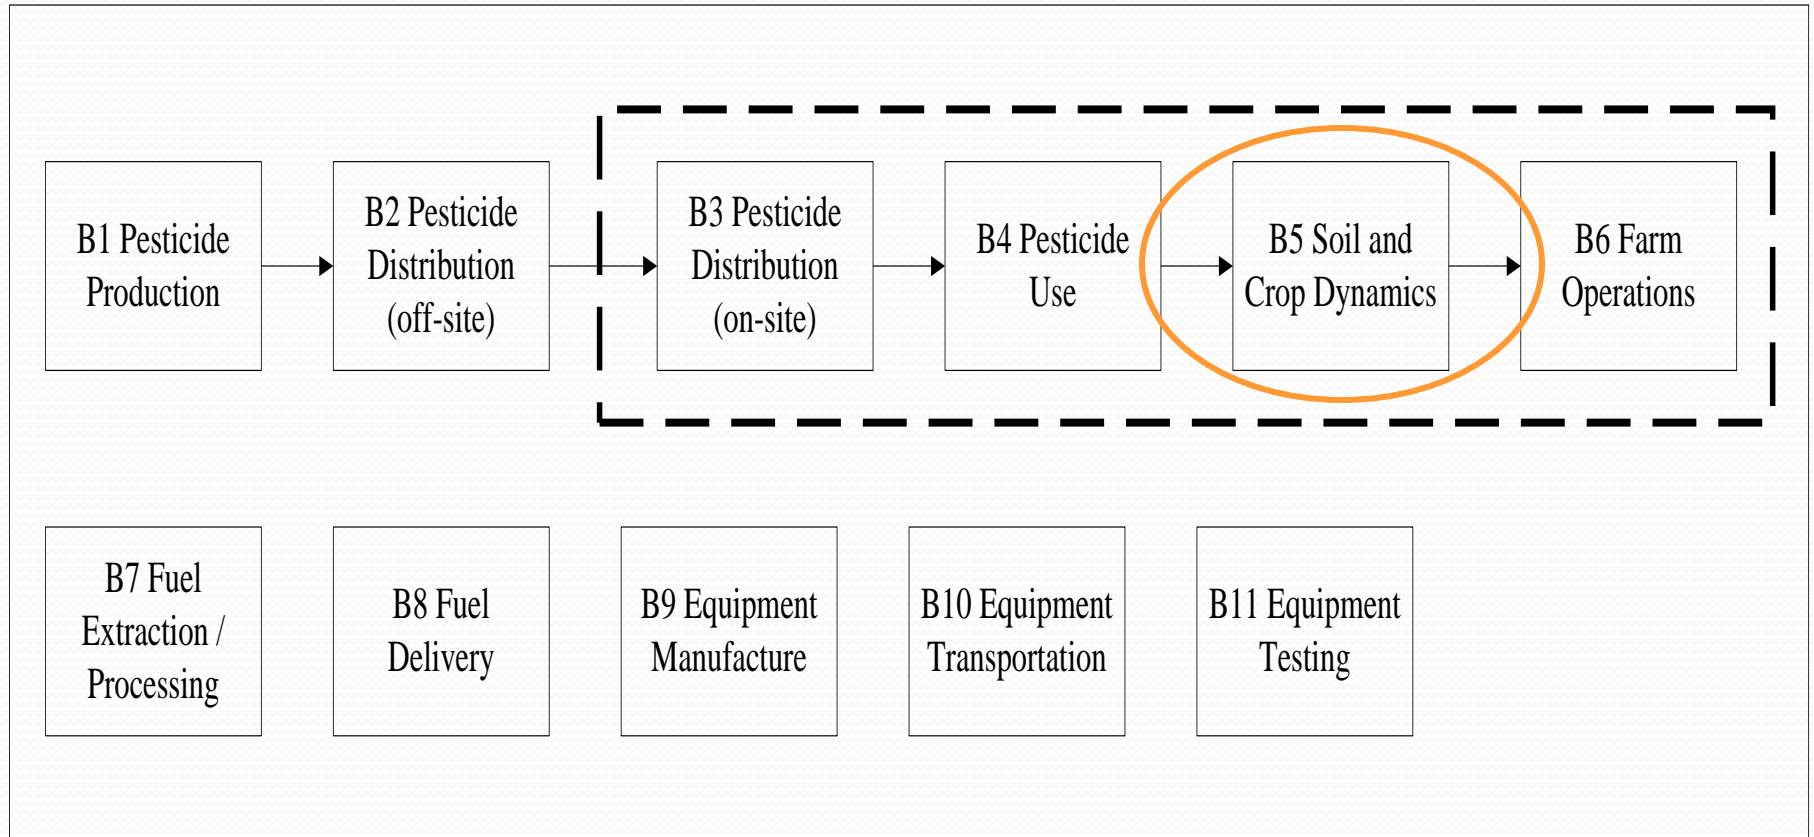 B1 Pesticide
Production
B2 Pesticide
Distribution
(off-site)
B3 Pesticide
Distribution
(on-site)
B4 Pesticide
Use
B5 Soil and
Crop Dynamics
B6 Farm
Operations
B7 Fuel
Extraction /
Processing
B8 Fuel
Delivery
B9 Equipment
Manufacture
B10 Equipment
Transportation
B11 Equipment
Testing